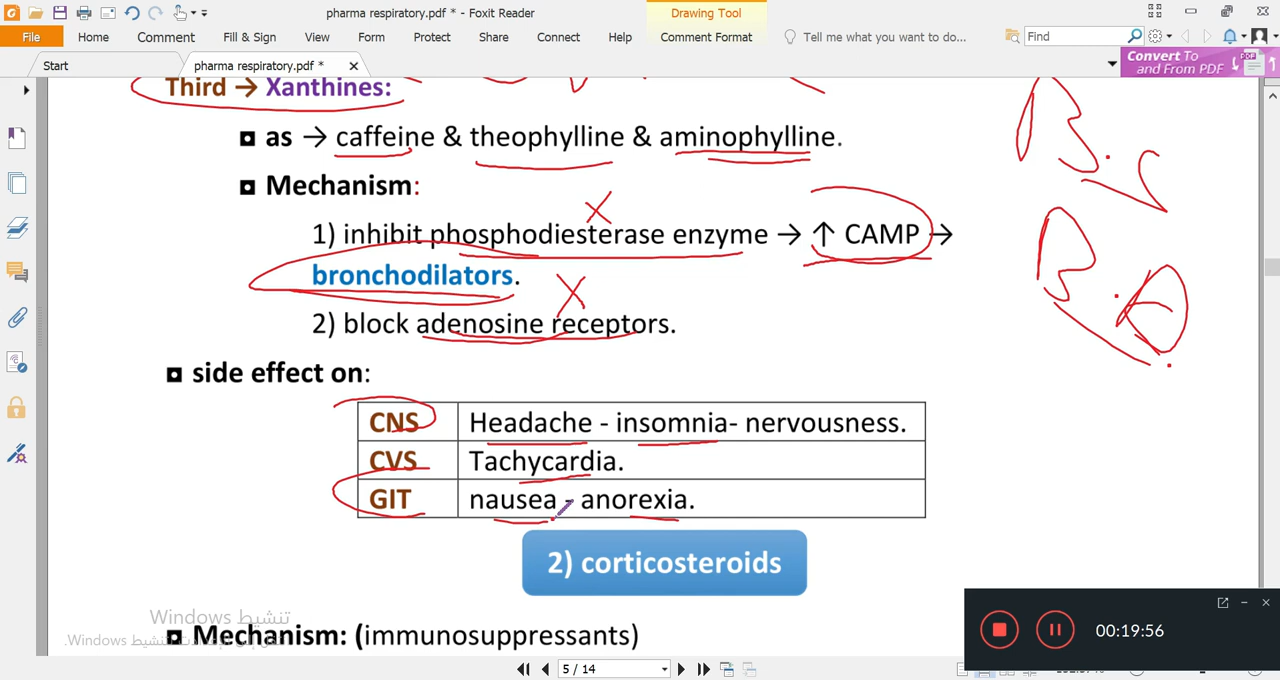 pharma respiratory.pdf * - Foxit Reader
Drawing Tool
File Home Comment Fill & Sign View Form Protect Share Connect Help Comment Format Tell me what you want to do... Find
Start pharma respiratory.pdf *
Convert To and From PDF
PDF
Third → Xanthines:
as → caffeine & theophylline & aminophylline.
Mechanism:
1) inhibit phosphodiesterase enzyme → ↑ CAMP →
bronchodilators.
2) block adenosine receptors.
side effect on:
CNS Headache - insomnia- nervousness.
CVS Tachycardia.
GIT nausea - anorexia.
2) corticosteroids
تنشيط Windows
Mechanism: (immunosuppressants)
00:19:56
5 / 14